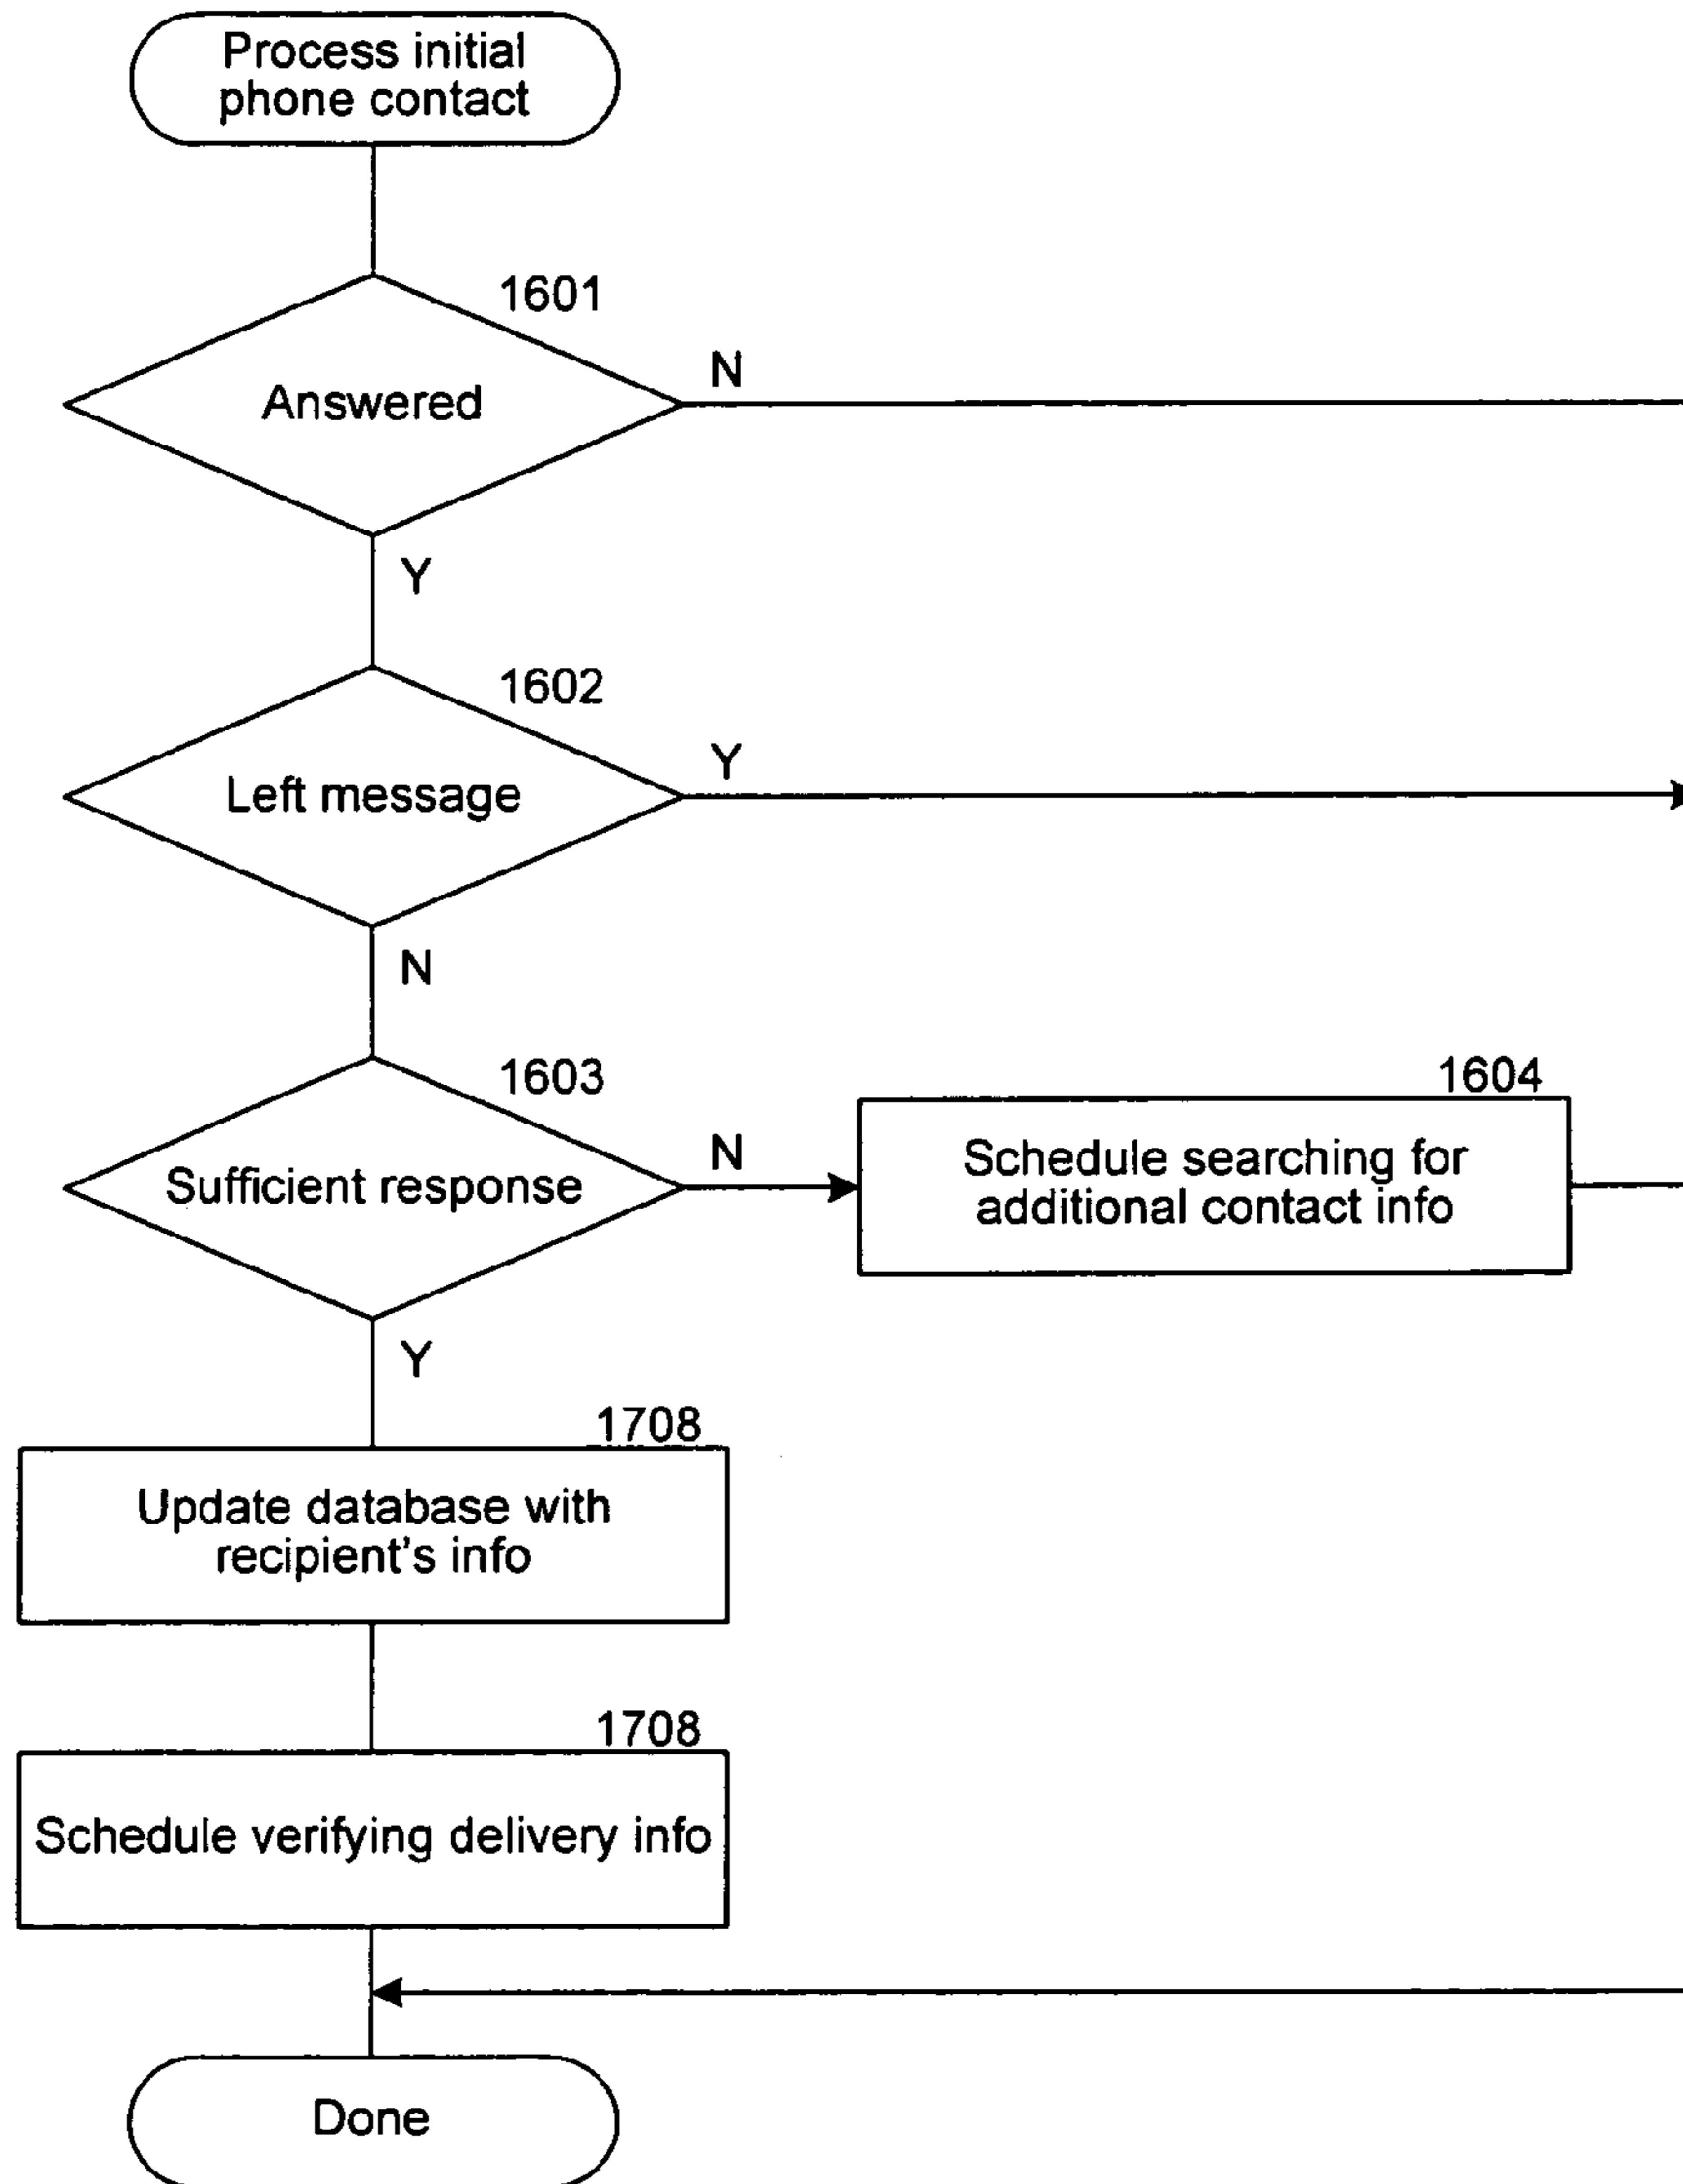 Process initial
phone contact
1601
Answered
N
Y
1602
Left message
Y
N
1603
Sufficient response
N
1604
Schedule searching for
additional contact info
Y
1708
Update database with
recipient's info
1708
Schedule verifying delivery info
Done